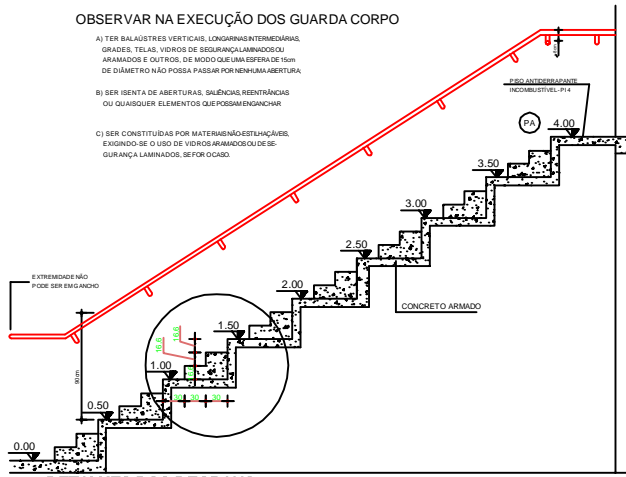 OBSERVAR NA EXECUÇÃO DOS GUARDA CORPO
A) TER BALAÚSTRES VERTICAIS, LONGARINAS INTERMEDIÁRIAS,
GRADES, TELAS, VIDROS DE SEGURANÇA LAMINADOS OU
ARAMADOS E OUTROS, DE MODO QUE UMA ESFERA DE 15cm
DE DIÂMETRO NÃO POSSA PASSAR POR NENHUMA ABERTURA;
B) SER ISENTA DE ABERTURAS, SALIÊNCIAS, REENTRÂNCIAS
OU QUAISQUER ELEMENTOS QUE POSSAM ENGANCHAR
C) SER CONSTITUÍDAS POR MATERIAIS NÃO-ESTILHAÇÁVEIS,
EXIGINDO-SE O USO DE VIDROS ARAMADOS OU DE SE-
GURANÇA LAMINADOS, SE FOR O CASO.
PISO ANTIDERRAPANTE
INCOMBUSTÍVEL-P14
PA
4.00
3.50
3.00
2.50
2.00
1.50
1.00
0.50
0.00
EXTREMIDADE NÃO
PODE SER EM GANCHO
CONCRETO ARMADO
90cm
16.6
16.6
30
30
30